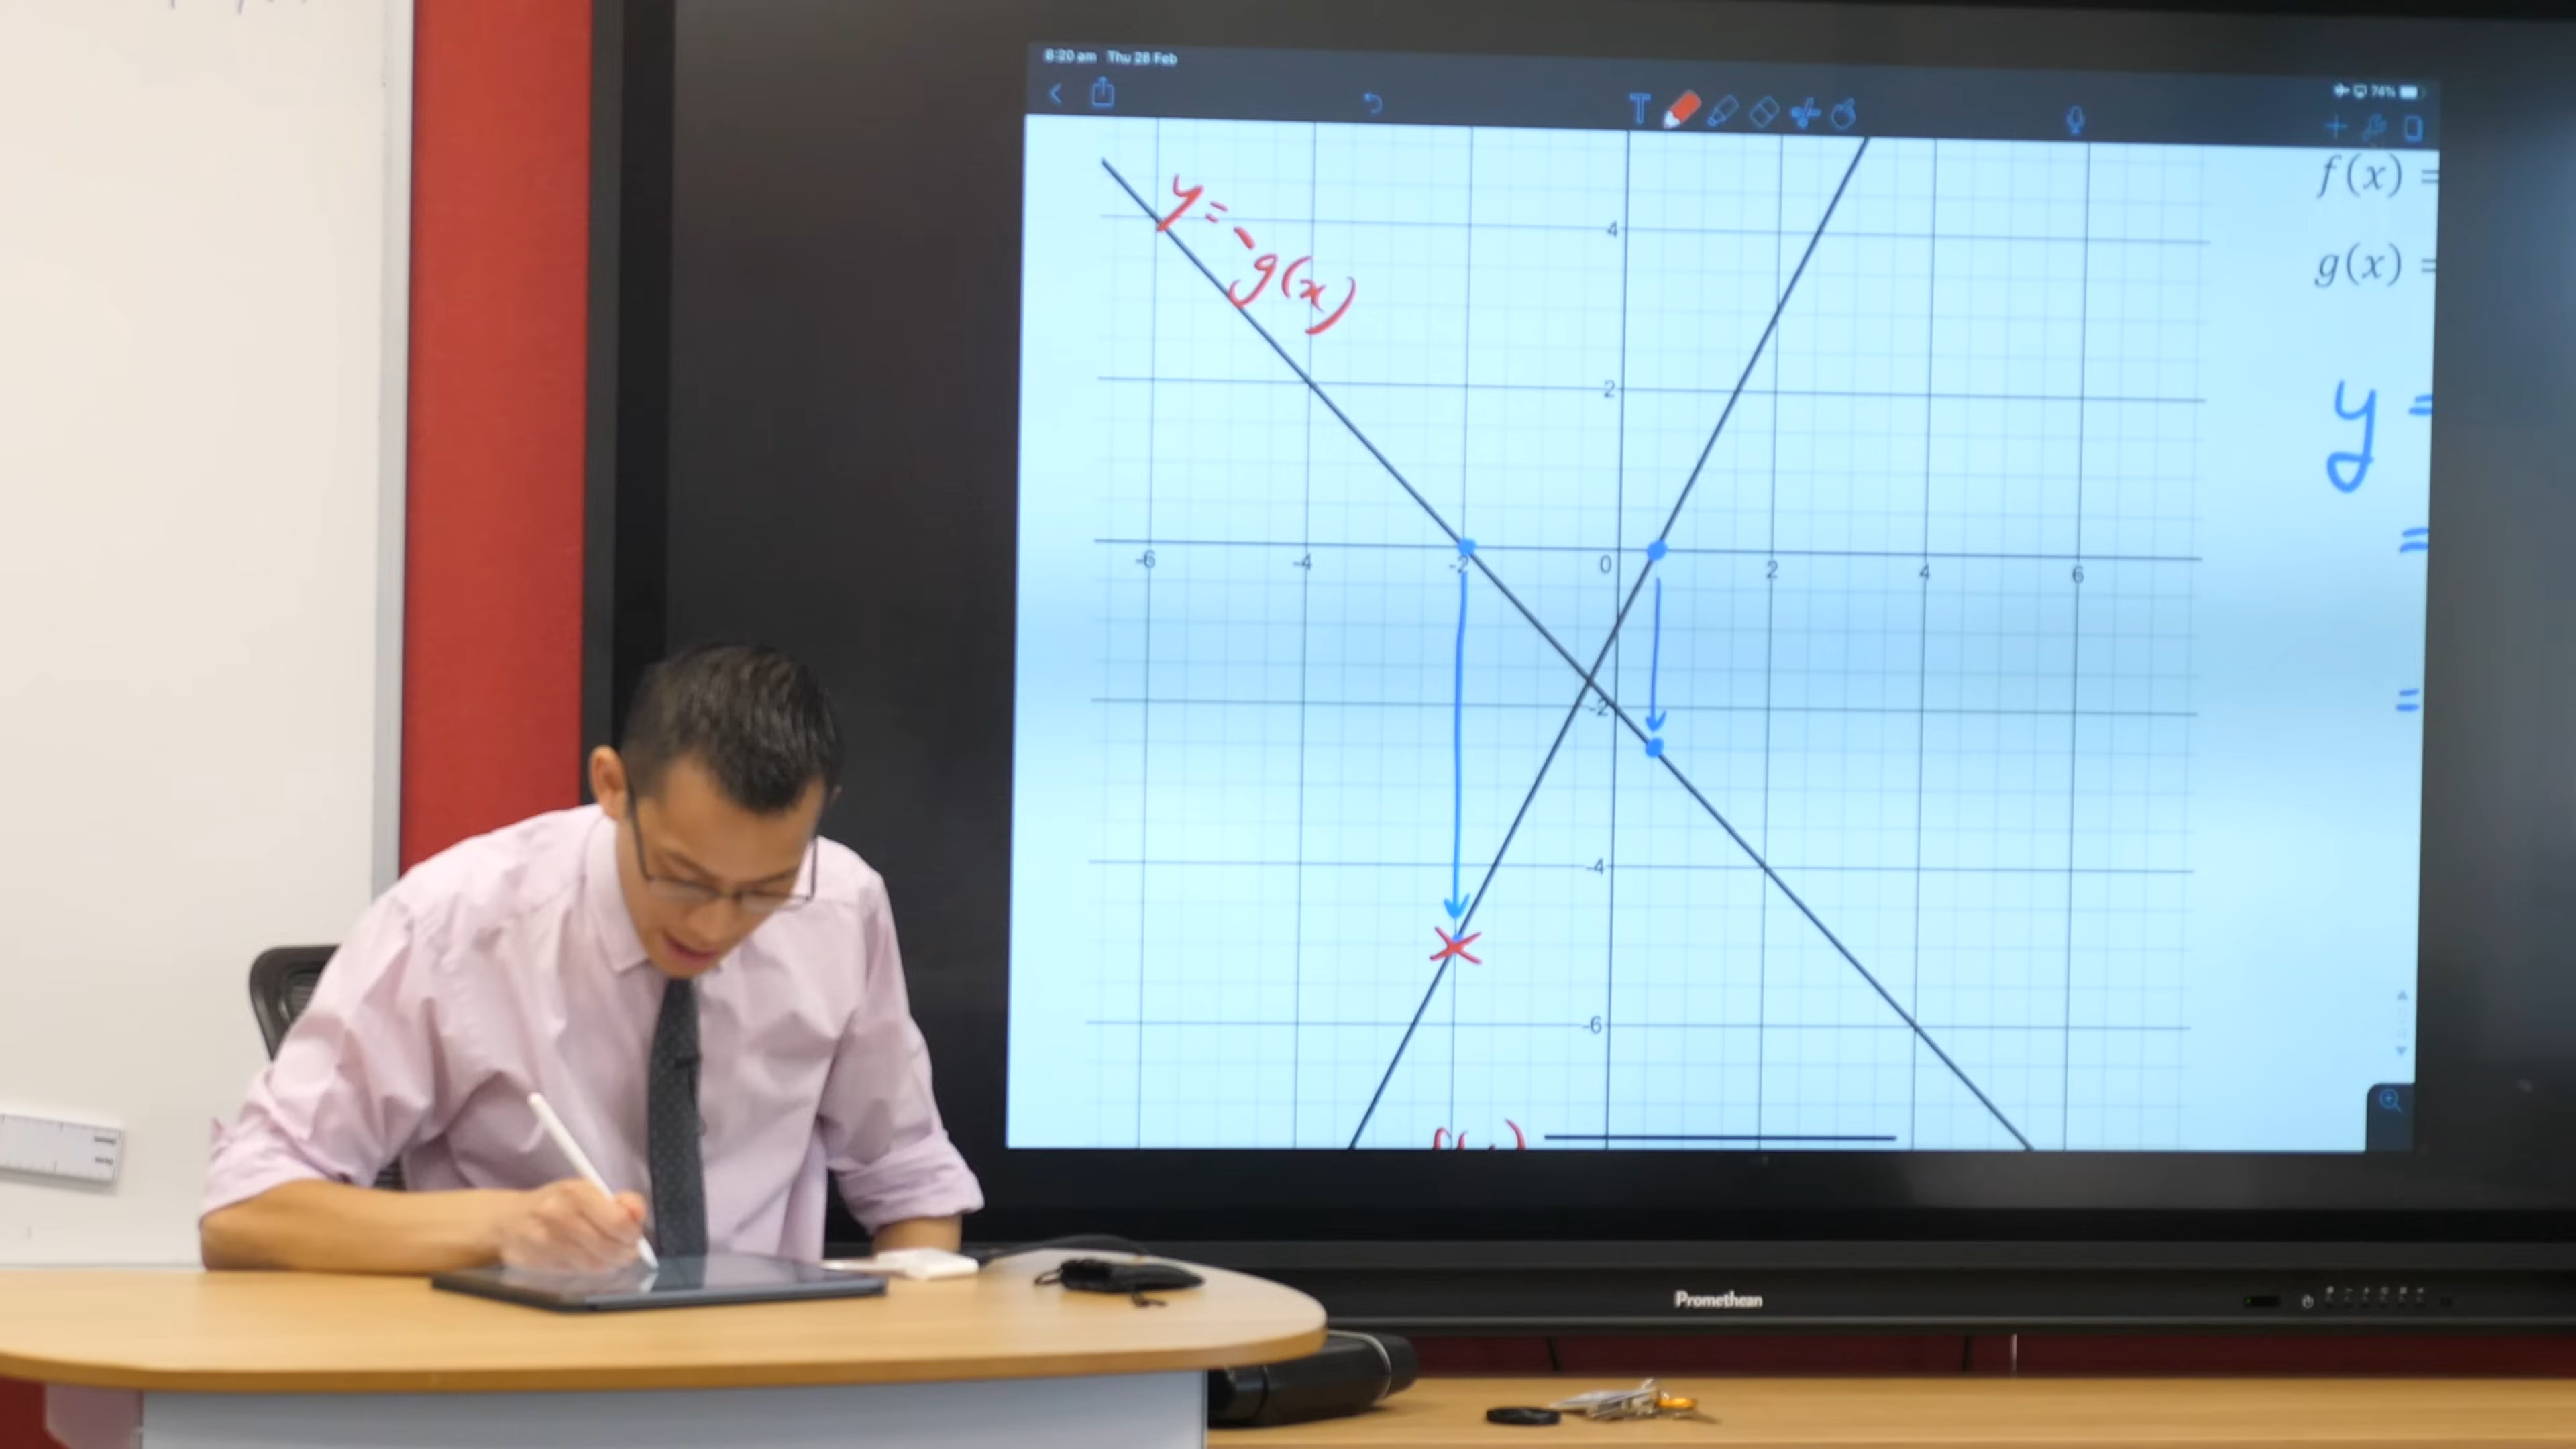 8:20 am Thu 28 Feb
74%
T
f(x) =
g(x) =
y = -g(x)
y =
=
=
4
2
-6 -4 -2 0 2 4 6
-2
-4
-6
Promethean